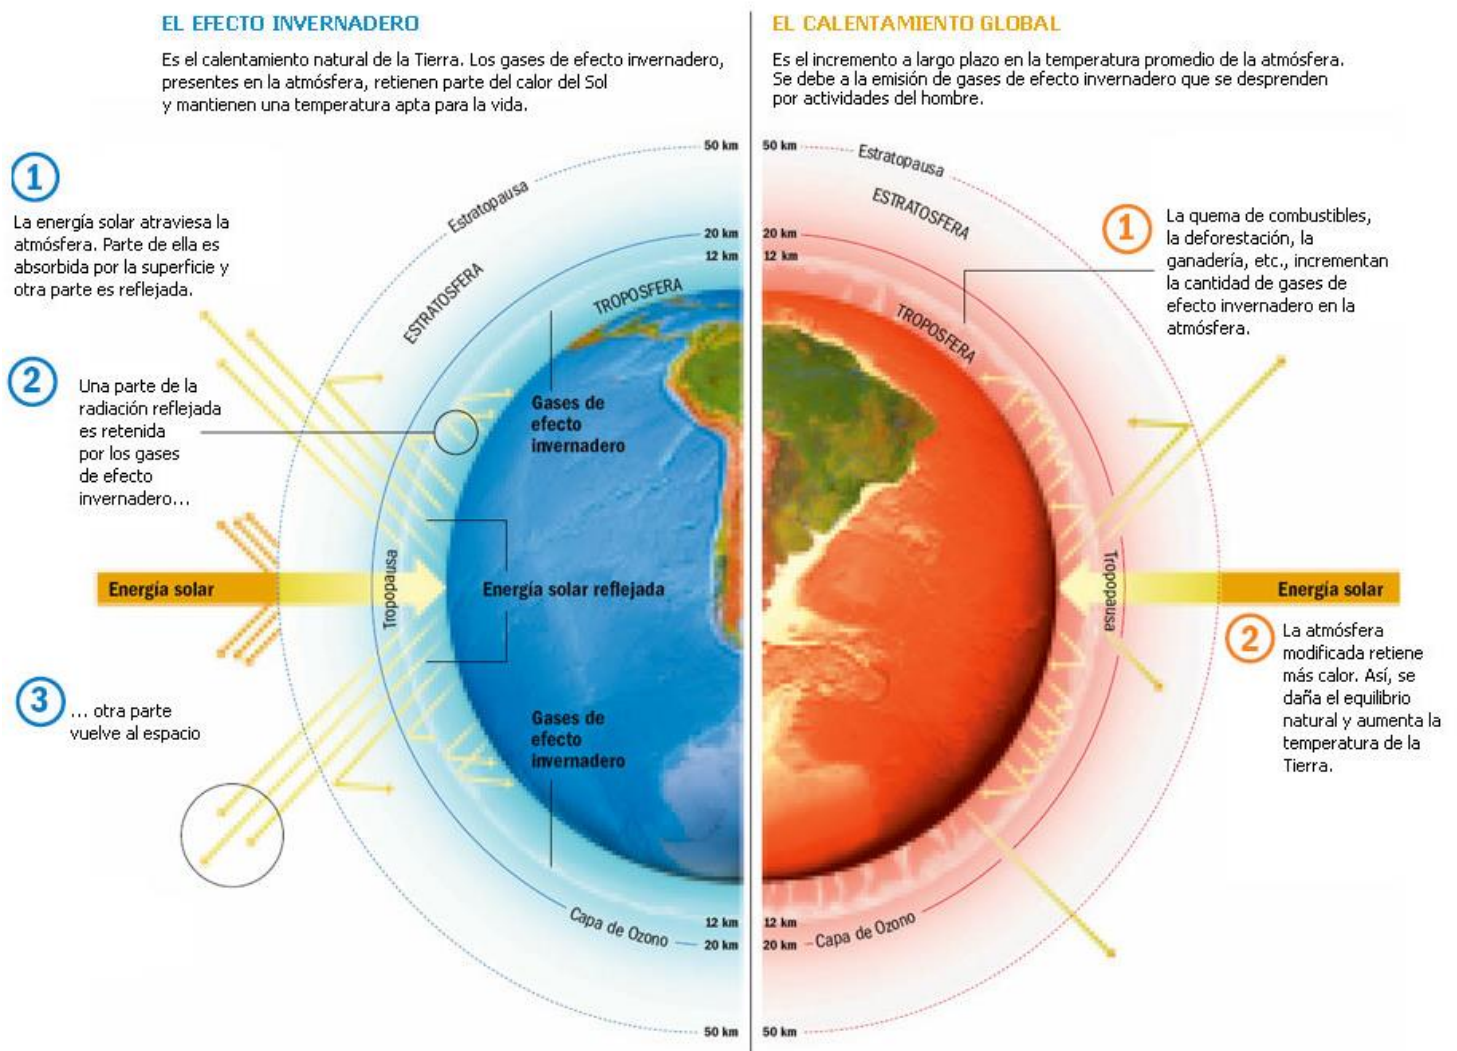 EL EFECTO INVERNADERO
Es el calentamiento natural de la Tierra. Los gases de efecto invernadero,
presentes en la atmósfera, retienen parte del calor del Sol
y mantienen una temperatura apta para la vida.
1
La energía solar atraviesa la
atmósfera. Parte de ella es
absorbida por la superficie y
otra parte es reflejada.
2
Una parte de la
radiación reflejada
es retenida
por los gases
de efecto
invernadero...
Energía solar
3
... otra parte
vuelve al espacio
50 km
Estratopausa
20 km
12 km
ESTRATOSFERA
TROPOSFERA
Gases de
efecto
invernadero
Tropopausa
Energía solar reflejada
Gases de
efecto
invernadero
Capa de Ozono
12 km
20 km
50 km
EL CALENTAMIENTO GLOBAL
Es el incremento a largo plazo en la temperatura promedio de la atmósfera.
Se debe a la emisión de gases de efecto invernadero que se desprenden
por actividades del hombre.
50 km
Estratopausa
ESTRATOSFERA
20 km
12 km
TROPOSFERA
1
La quema de combustibles,
la deforestación, la
ganadería, etc., incrementan
la cantidad de gases de
efecto invernadero en la
atmósfera.
Tropopausa
Energía solar
2
La atmósfera
modificada retiene
más calor. Así, se
daña el equilibrio
natural y aumenta la
temperatura de la
Tierra.
12 km
20 km
Capa de Ozono
50 km